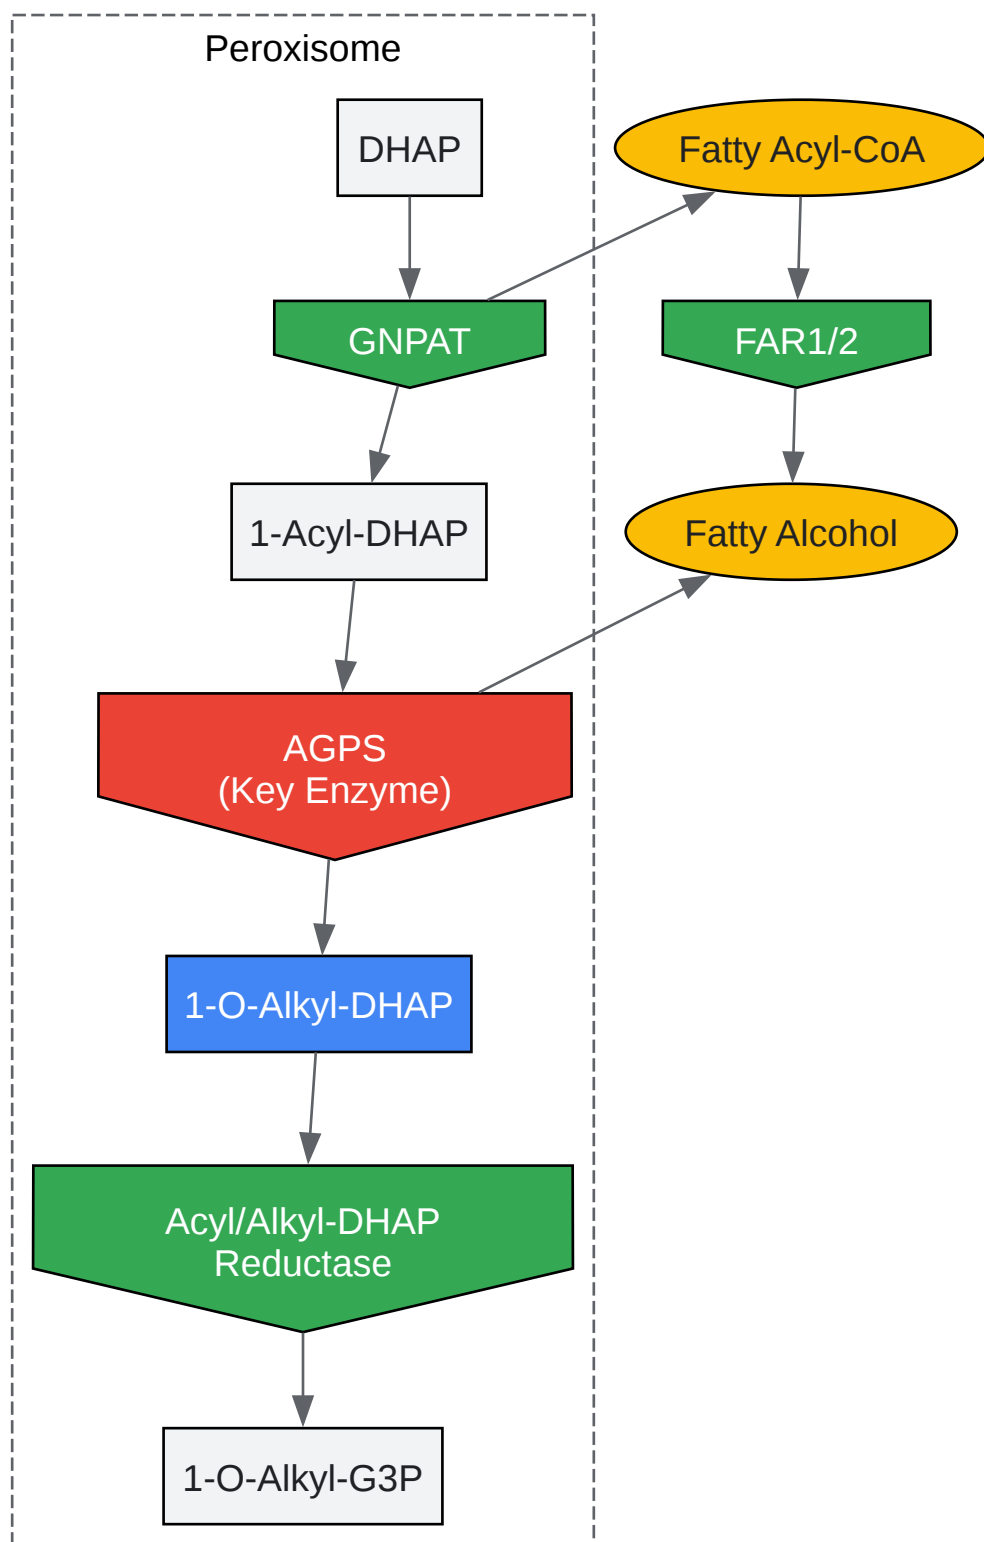 Peroxisome
DHAP
Fatty Acyl-CoA
GNPAT
FAR1/2
1-Acyl-DHAP
Fatty Alcohol
AGPS
(Key Enzyme)
1-O-Alkyl-DHAP
Acyl/Alkyl-DHAP
Reductase
1-O-Alkyl-G3P